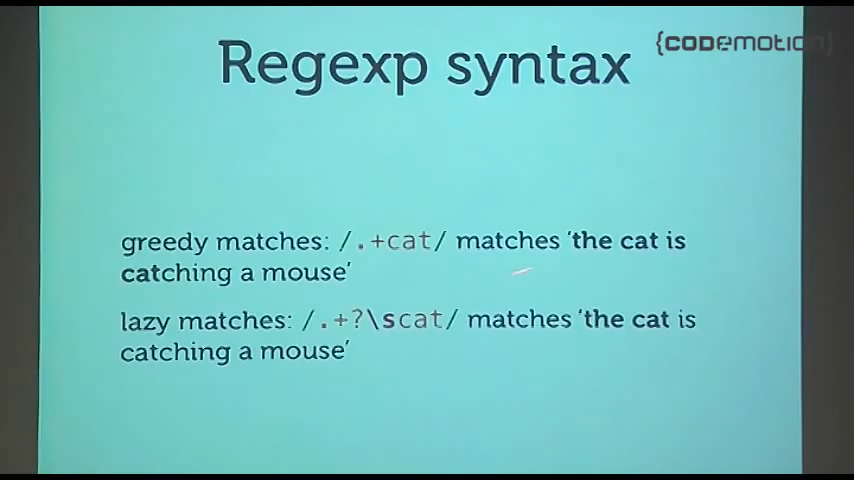 {CODEMOTION}
Regexp syntax
greedy matches: /.+cat/ matches 'the cat is
catching a mouse'
lazy matches: /.+?\scat/ matches 'the cat is
catching a mouse'